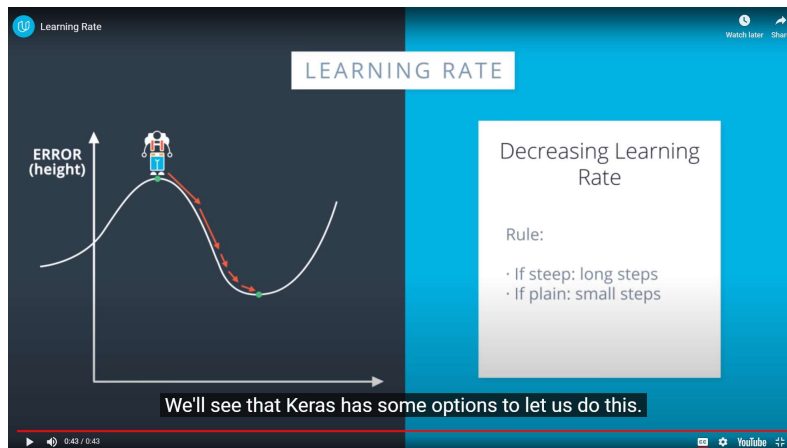 Learning Rate
Watch later
Share
LEARNING RATE
ERROR
(height)
Decreasing Learning
Rate
Rule:
· If steep: long steps
· If plain: small steps
We'll see that Keras has some options to let us do this.
0:43 / 0:43
CC
YouTube